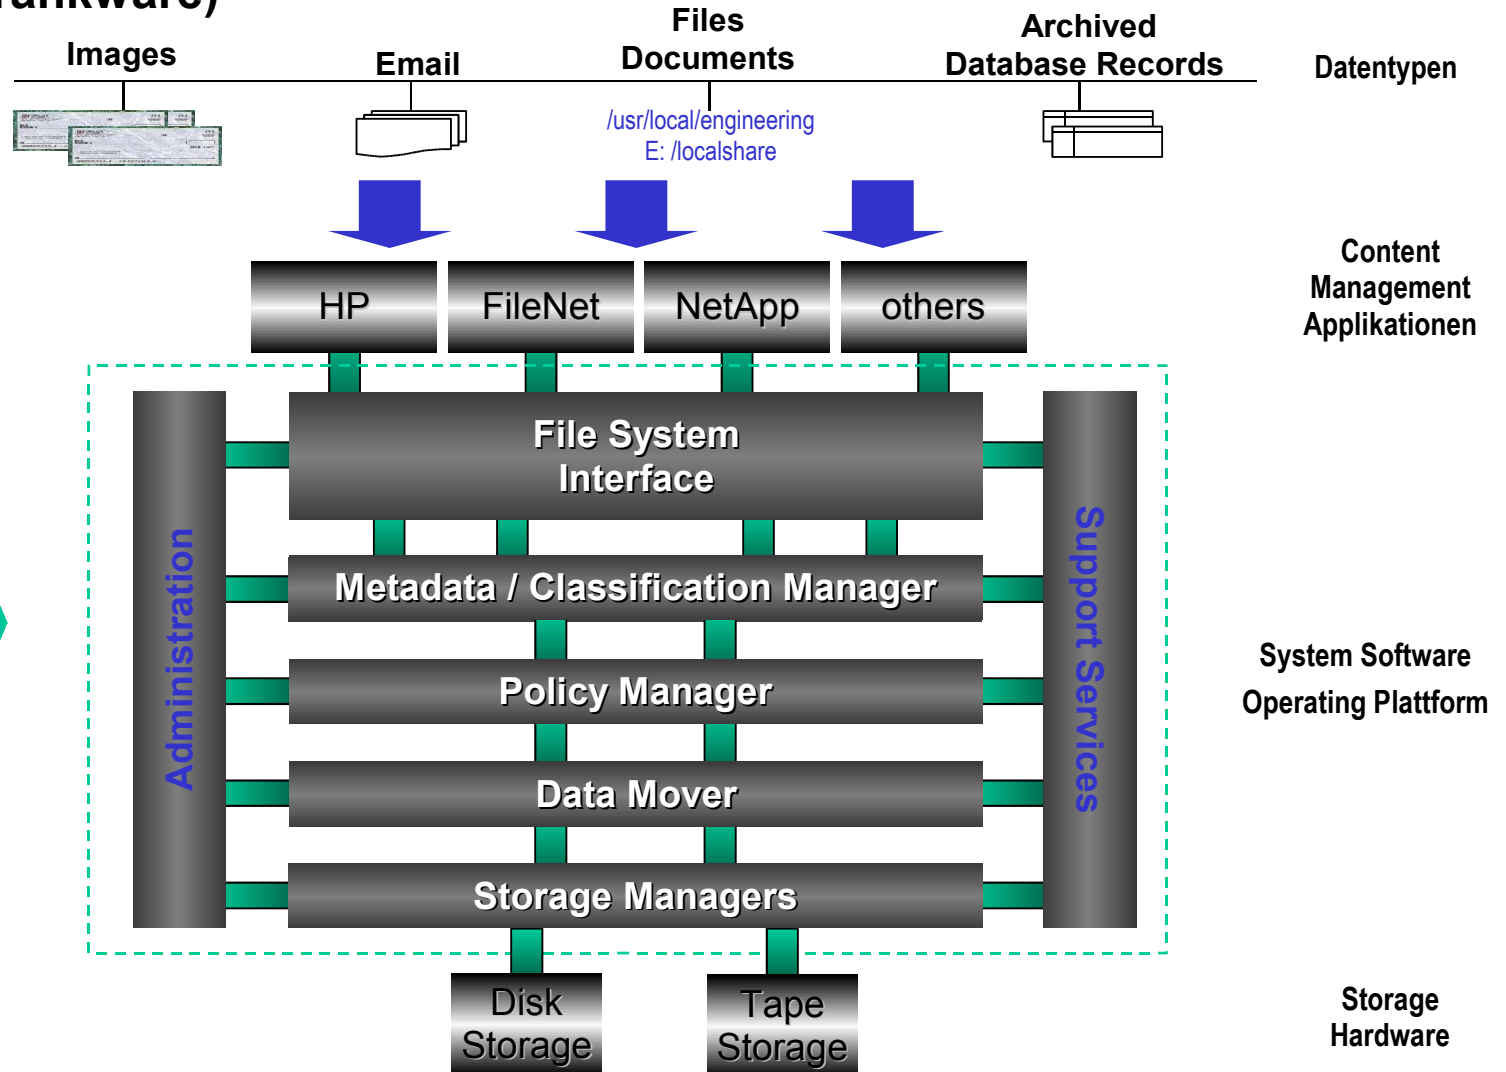 Images
Email
Files
Documents
Archived
Database Records
Datentypen
/usr/local/engineering
E: /localshare
Content
Management
Applikationen
HP
FileNet
NetApp
others
File System
Interface
Administration
Support Services
Metadata / Classification Manager
Policy Manager
System Software
Operating Plattform
Data Mover
Storage Managers
Disk
Storage
Tape
Storage
Storage
Hardware